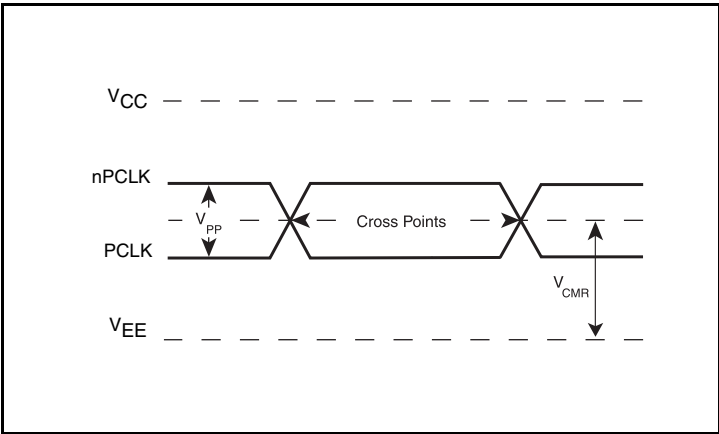 VCC
nPCLK
VPP
Cross Points
PCLK
VCMR
VEE